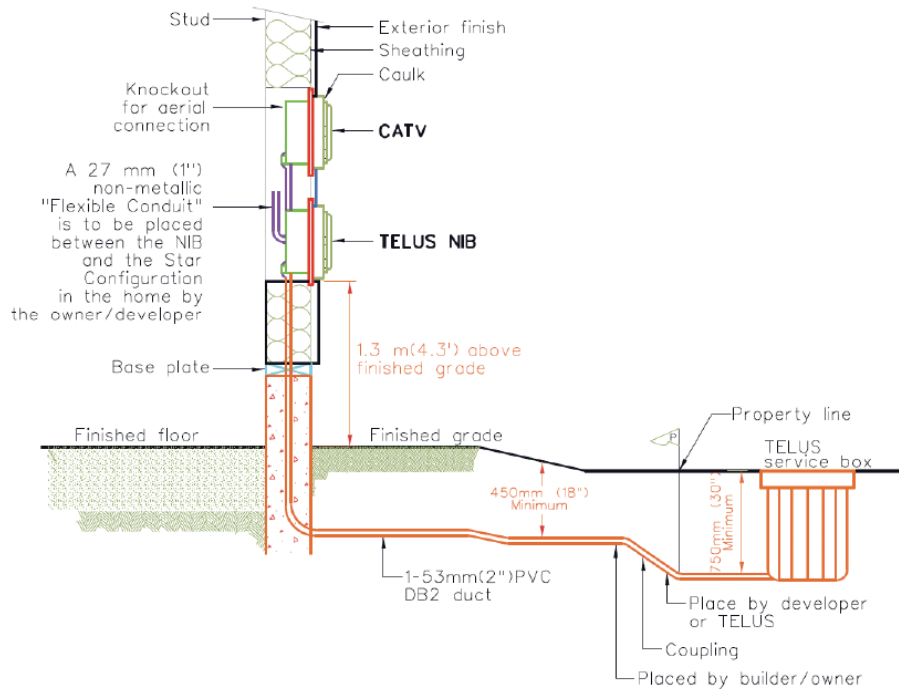 Stud
Exterior finish
Sheathing
Caulk
Knockout
for aerial
connection
CATV
A 27 mm (1'')
non-metallic
"Flexible Conduit"
is to be placed
between the NIB
and the Star
Configuration
in the home by
the owner/developer
TELUS NIB
1.3 m(4.3') above
finished grade
Base plate
Finished floor
Finished grade
Property line
P
TELUS
service box
450mm (18'')
Minimum
750mm (30'')
Minimum
1-53mm(2'')PVC
DB2 duct
Place by developer
or TELUS
Coupling
Placed by builder/owner